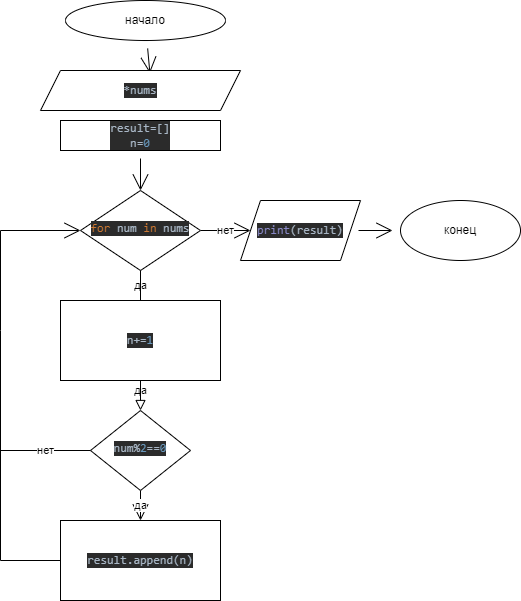 начало
*nums
result=[]
n=0
for num in nums
нет
print(result)
конец
да
n+=1
да
num%2==0
нет
да
result.append(n)